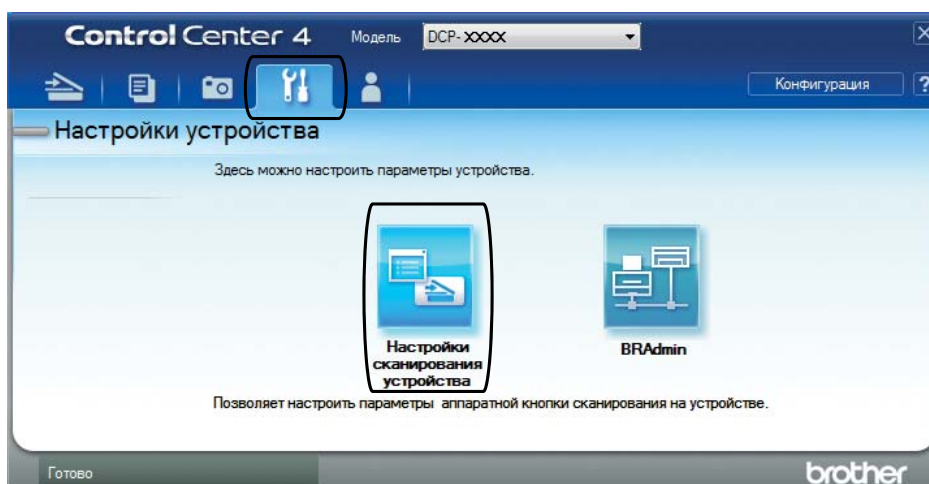 Control Center 4 Модель DCP-XXXX
Конфигурация ?
Настройки устройства
Здесь можно настроить параметры устройства.
Настройки
сканирования
устройства
BRAdmin
Позволяет настроить параметры аппаратной кнопки сканирования на устройстве.
Готово
brother